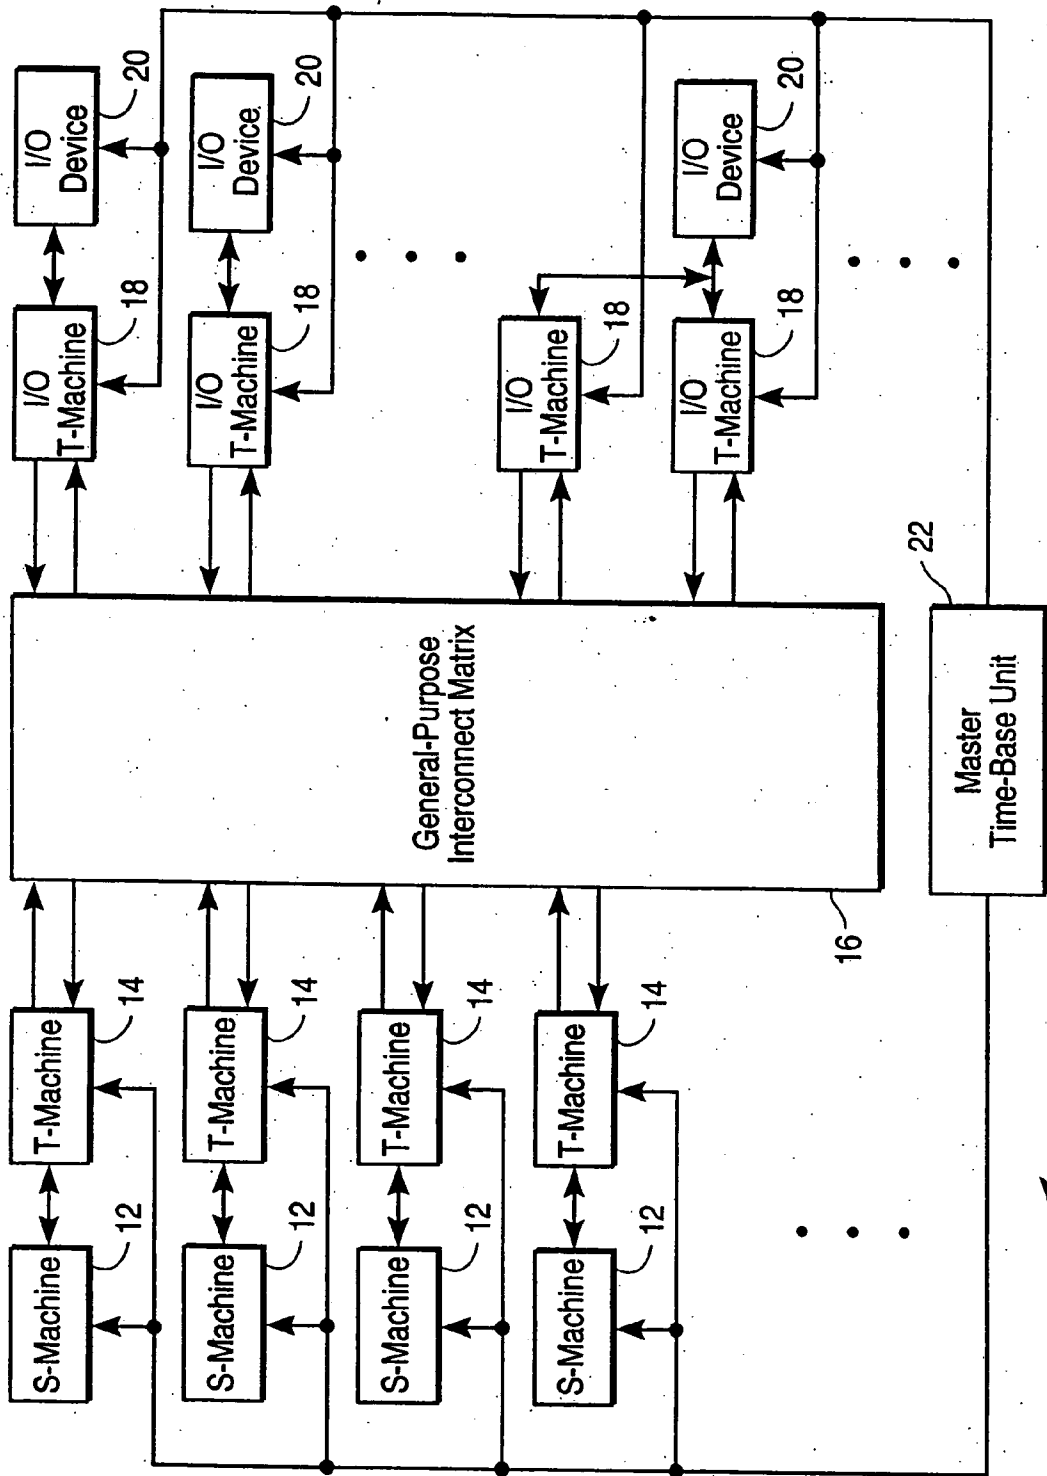 S-Machine
12
T-Machine
14
I/O
T-Machine
18
I/O
Device
20
S-Machine
12
T-Machine
14
I/O
T-Machine
18
I/O
Device
20
S-Machine
12
T-Machine
14
General-Purpose
Interconnect Matrix
S-Machine
12
T-Machine
14
I/O
T-Machine
18
I/O
T-Machine
18
I/O
Device
20
16
Master
Time-Base Unit
22